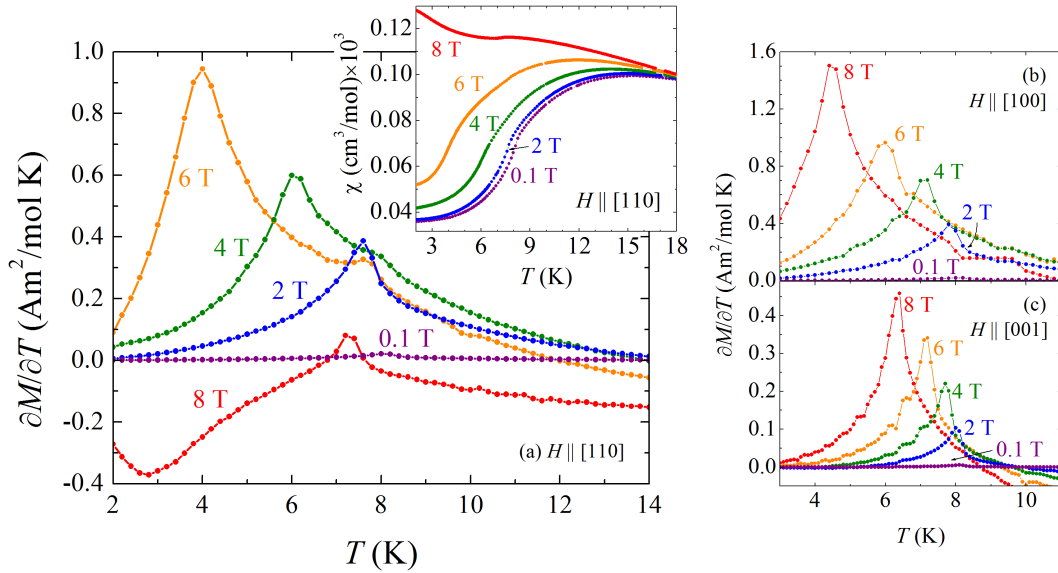 1.0
0.8
0.6
0.4
0.2
0.0
-0.2
-0.4
∂M/∂T (Am²/mol K)
6 T
4 T
2 T
0.1 T
8 T
(a) H || [110]
2 4 6 8 10 12 14
T (K)
0.12
0.10
0.08
0.06
0.04
χ (cm³/mol)×10³
8 T
6 T
4 T
2 T
0.1 T
H || [110]
3 6 9 12 15 18
T (K)
1.6
1.2
0.8
0.4
0.0
∂M/∂T (Am²/mol K)
(b)
H || [100]
8 T
6 T
4 T
2 T
0.1 T
0.4
0.3
0.2
0.1
0.0
(c)
H || [001]
8 T
6 T
4 T
2 T
0.1 T
4 6 8 10
T (K)